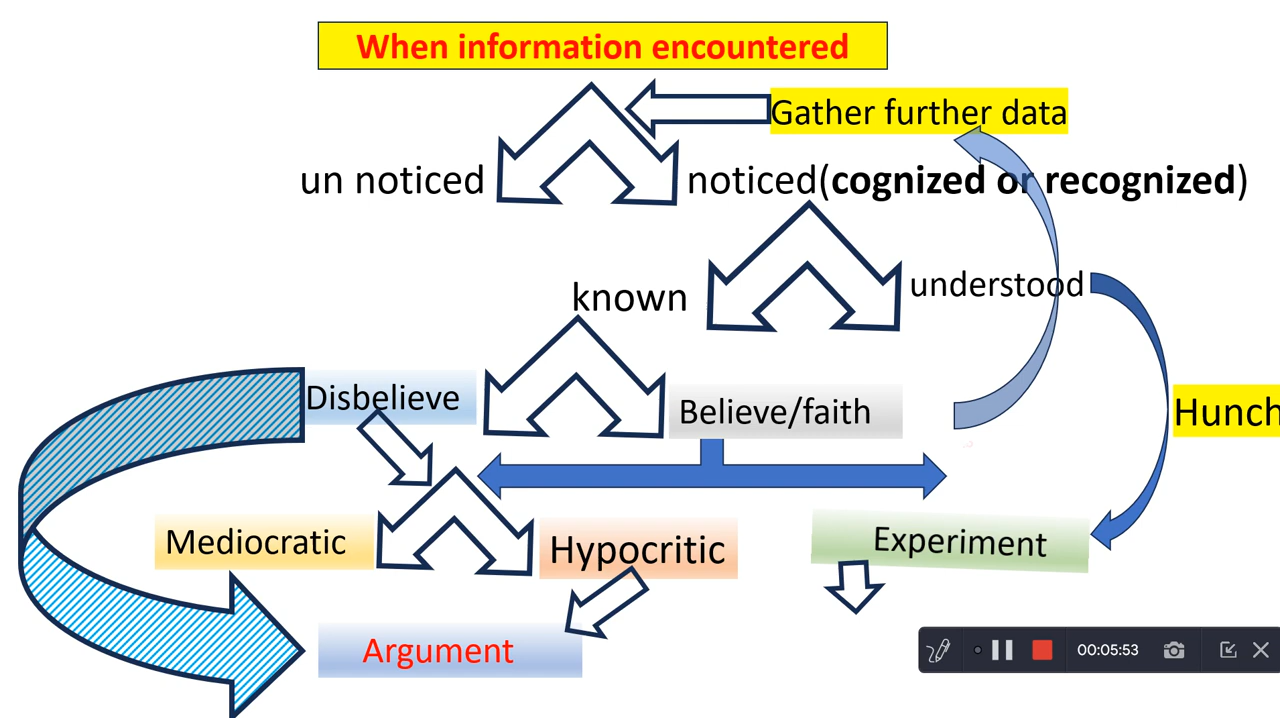 When information encountered
Gather further data
un noticed
noticed(cognized or recognized)
known
understood
Disbelieve
Believe/faith
Hunch
Mediocratic
Hypocritic
Experiment
Argument
00:05:53